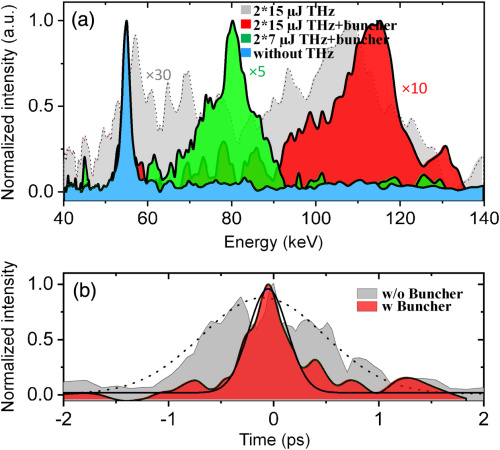 (a)
2*15 μJ THz
2*15 μJ THz+buncher
2*7 μJ THz+buncher
without THz
×30
×5
×10
Normalized intensity (a.u.)
1.0
0.5
0.0
40 60 80 100 120 140
Energy (keV)
(b)
w/o Buncher
w Buncher
Normalized intensity
1.0
0.5
0.0
-2 -1 0 1 2
Time (ps)